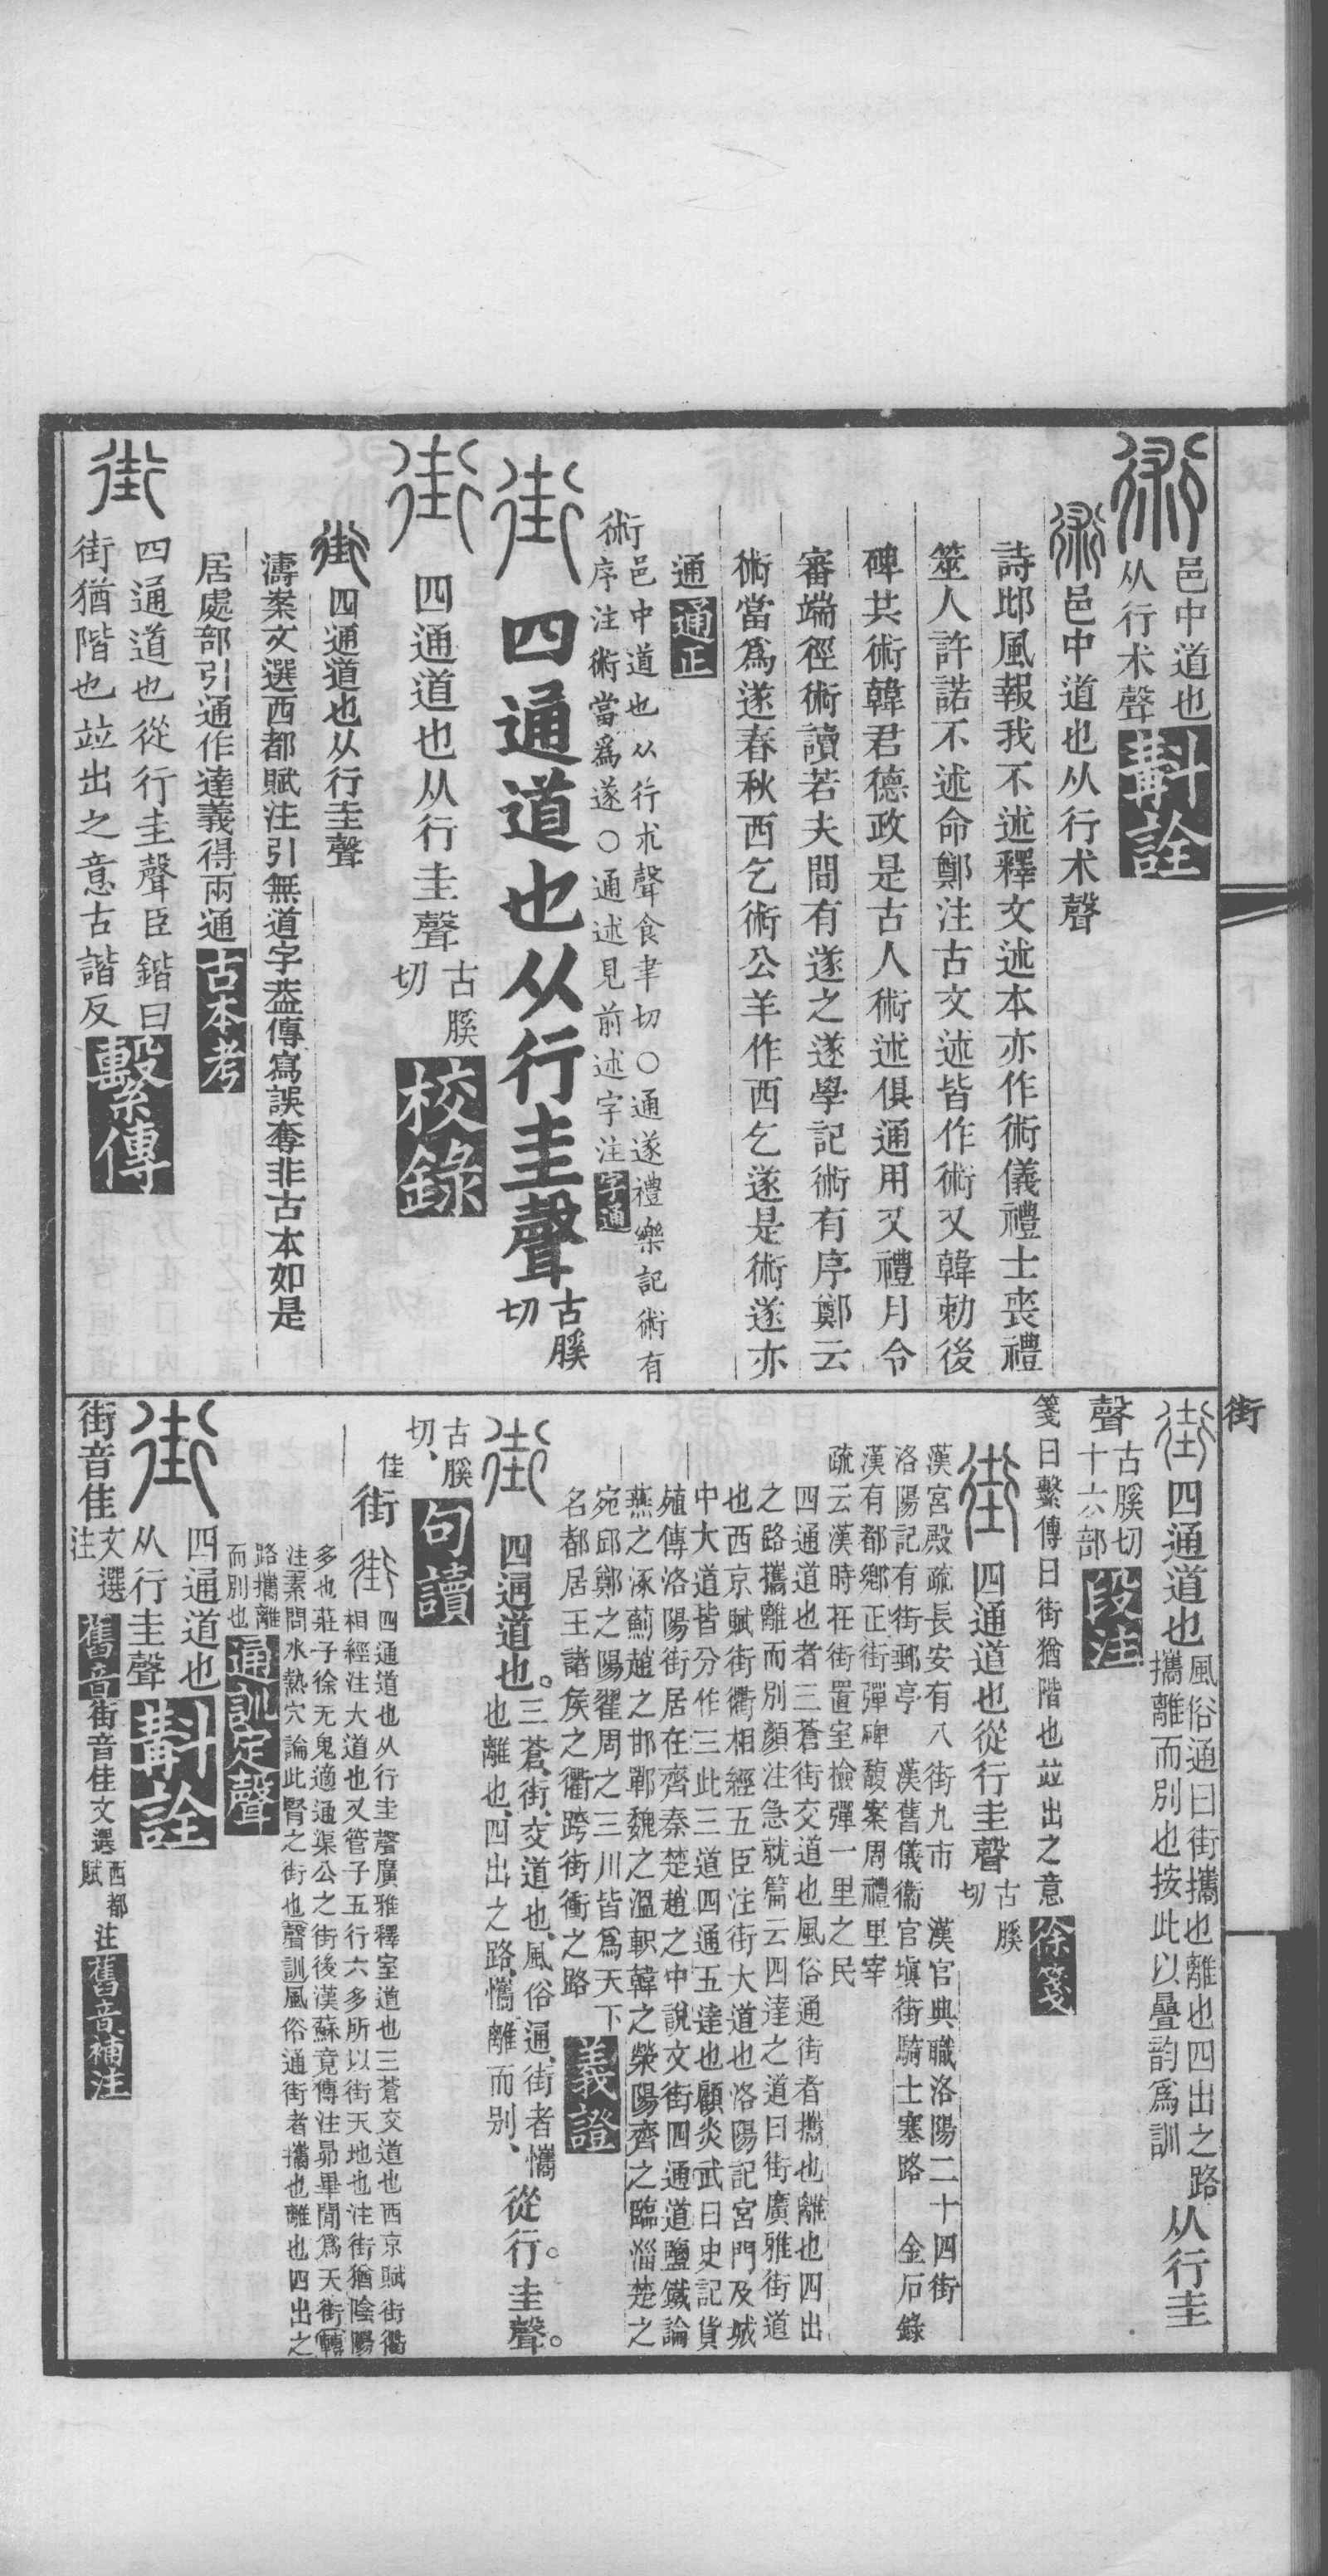 術
邑中道也
从行术聲
斠詮
術
邑中道也从行术聲
詩邶風報我不述釋文述本亦作術儀禮士喪禮
筮人許諾不述命鄭注古文述皆作術又韓勅後
碑共術韓君德政是古人術述俱通用又禮月令
審端徑術讀若夫間有遂之遂學記術有序鄭云
術當爲遂春秋西乞術公羊作西乞遂是術遂亦
通
通正
術邑中道也从行朮聲食聿切○通遂禮樂記術有
序注術當爲遂○通述見前述字注
字通
街
四通道也从行圭聲
古膎
切
街
四通道也从行圭聲
古膎
切
校錄
街
四通道也从行圭聲
濤案文選西都賦注引無道字葢傳寫誤奪非古本如是
居處部引通作達義得兩通
古本考
街
四通道也從行圭聲臣鍇曰
街猶階也竝出之意古諧反
繫傳
街
街
四通道也
風俗通曰街攜也離也四出之路
攜離而別也按此以疊韵爲訓
从行圭
聲
古膎切
十六部
段注
箋曰繫傳曰街猶階也竝出之意
徐箋
街
四通道也從行圭聲
古膎
切
漢宮殿疏長安有八街九市　漢官典職洛陽二十四街
洛陽記有街郵亭　漢舊儀衞官塡街騎士塞路　金石錄
漢有都鄉正街彈碑馥案周禮里宰
疏云漢時在街置室檢彈一里之民
四通道也者三蒼街交道也風俗通街者攜也離也四出
之路攜離而別顏注急就篇云四達之道曰街廣雅街道
也西京賦街衢相經五臣注街大道也洛陽記宮門及城
中大道皆分作三此三道四通五達也顧炎武曰史記貨
殖傳洛陽街居在齊秦楚趙之中說文街四通道鹽鐵論
燕之涿薊趙之邯鄲魏之溫軹韓之滎陽齊之臨淄楚之
宛邱鄭之陽翟周之三川皆爲天下
名都居王諸矦之衢跨街衝之路
義證
街
四通道也。
三蒼、街、交道也、風俗通、街者、攜
也離也、四出之路、攜離而別、
從行。圭聲。
古膎
切、
句讀
佳
街
街
四通道也从行圭聲廣雅釋室道也三蒼交道也西京賦街衢
相經注大道也又管子五行六多所以街天地也注街猶陰陽
多也莊子徐无鬼適通渠公之街後漢蘇竟傳注昴畢閒爲天街
轉注素問水熱穴論此腎之街也聲訓風俗通街者攜也離也四出之
路攜離
而別也
通訓定聲
街
四通道也
从行圭聲
斠詮
街音佳
文選
注
舊音
街音佳文選
西都
賦
注
舊音補注